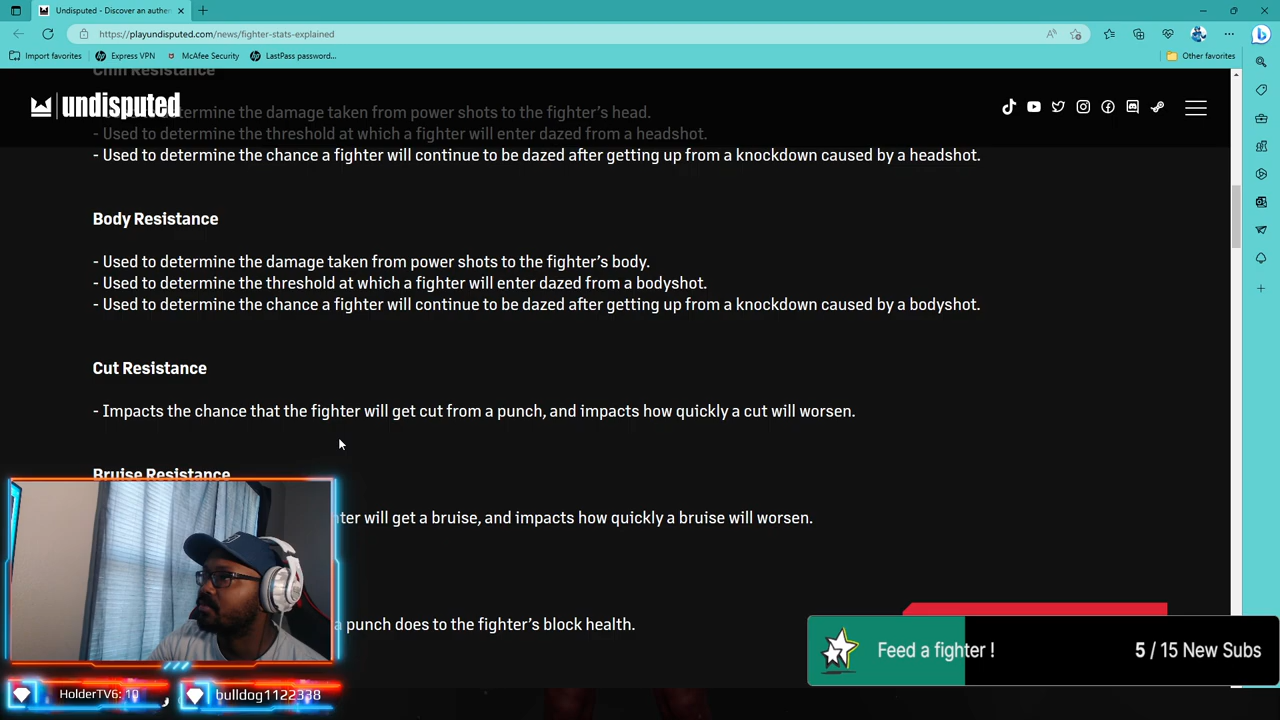 Undisputed - Discover an authen
https://playundisputed.com/news/fighter-stats-explained
Import favorites
Express VPN
McAfee Security
LastPass password...
Other favorites
Chin Resistance
undisputed
termine the damage taken from power shots to the fighter's head.
- Used to determine the threshold at which a fighter will enter dazed from a headshot.
- Used to determine the chance a fighter will continue to be dazed after getting up from a knockdown caused by a headshot.
Body Resistance
- Used to determine the damage taken from power shots to the fighter's body.
- Used to determine the threshold at which a fighter will enter dazed from a bodyshot.
- Used to determine the chance a fighter will continue to be dazed after getting up from a knockdown caused by a bodyshot.
Cut Resistance
- Impacts the chance that the fighter will get cut from a punch, and impacts how quickly a cut will worsen.
Bruise Resistance
hter will get a bruise, and impacts how quickly a bruise will worsen.
a punch does to the fighter's block health.
Feed a fighter !
5 / 15 New Subs
HolderTV6: 10
bulldog1122338